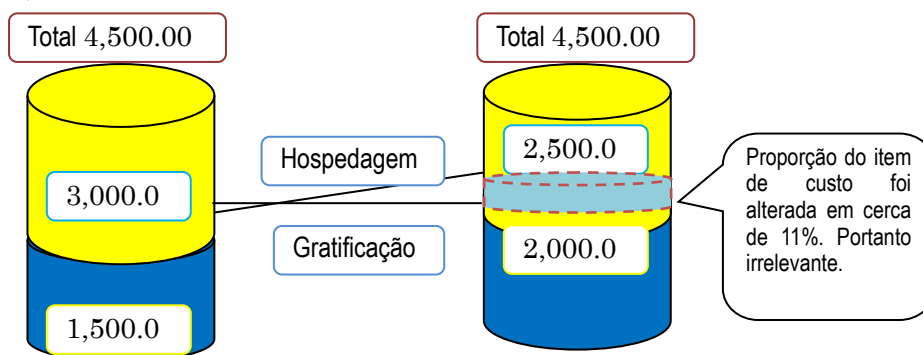 Total 4,500.00
Total 4,500.00
Hospedagem
3,000.0
2,500.0
Gratificação
2,000.0
1,500.0
Proporção do item
de custo foi
alterada em cerca
de 11%. Portanto
irrelevante.